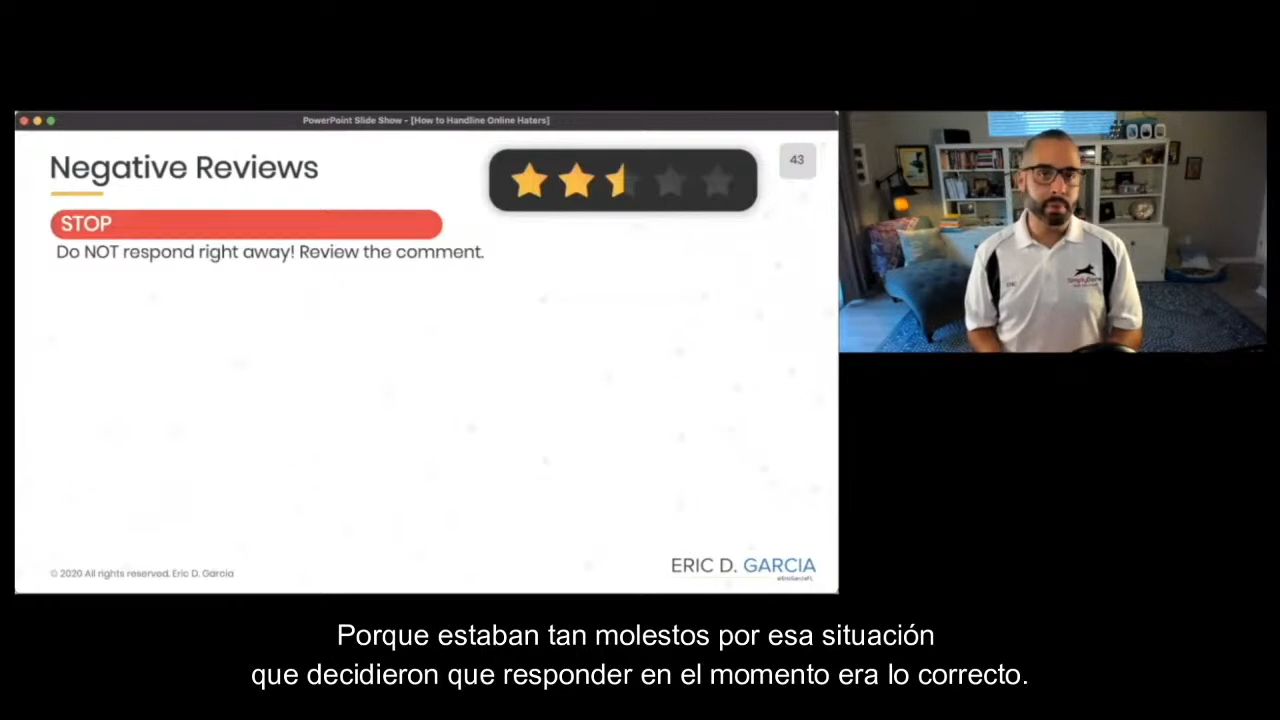 PowerPoint Slide Show - [How to Handline Online Haters]
Negative Reviews
43
STOP
Do NOT respond right away! Review the comment.
© 2020 All rights reserved. Eric D. Garcia
ERIC D. GARCIA
@EricGarciaFL
Porque estaban tan molestos por esa situación
que decidieron que responder en el momento era lo correcto.